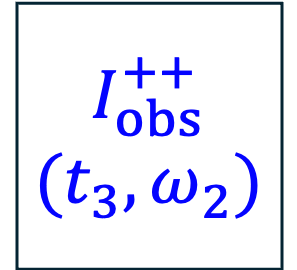 I_obs^++
(t_3, ω_2)